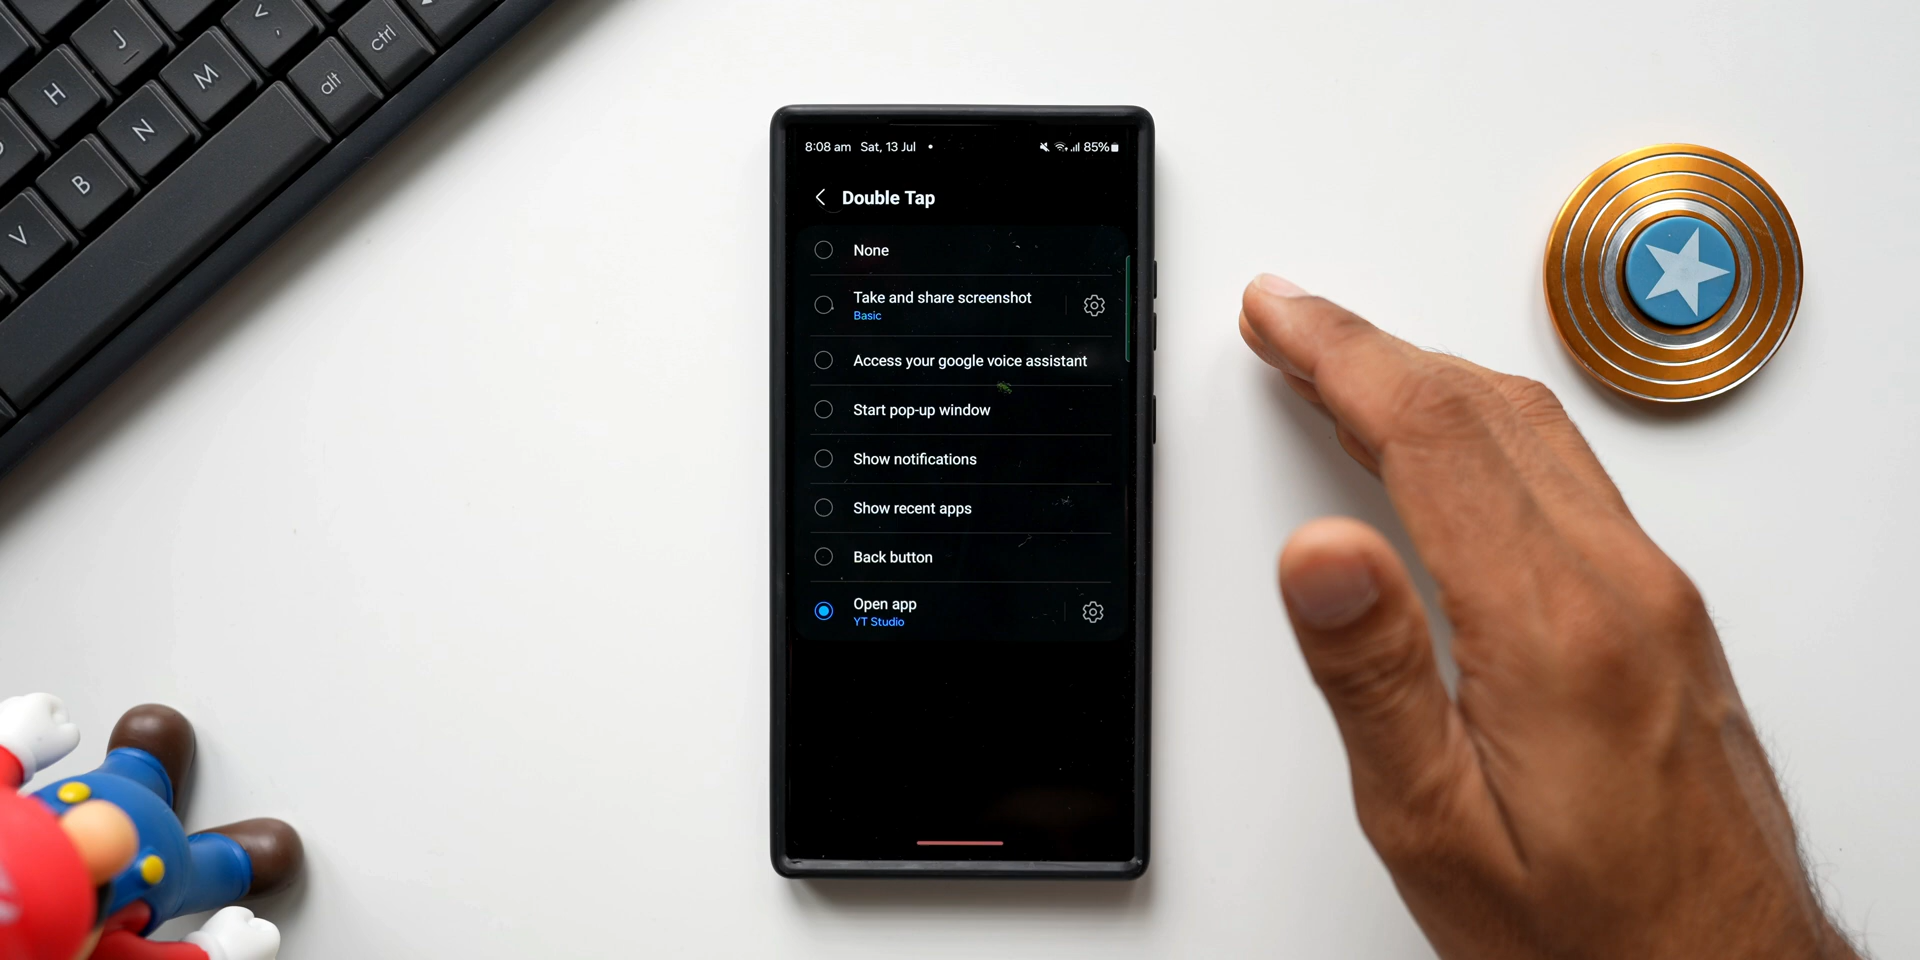 J
H
M
N
B
V
<
,
alt
ctrl
8:08 am Sat, 13 Jul
85%
Double Tap
None
Take and share screenshot
Basic
Access your google voice assistant
Start pop-up window
Show notifications
Show recent apps
Back button
Open app
YT Studio